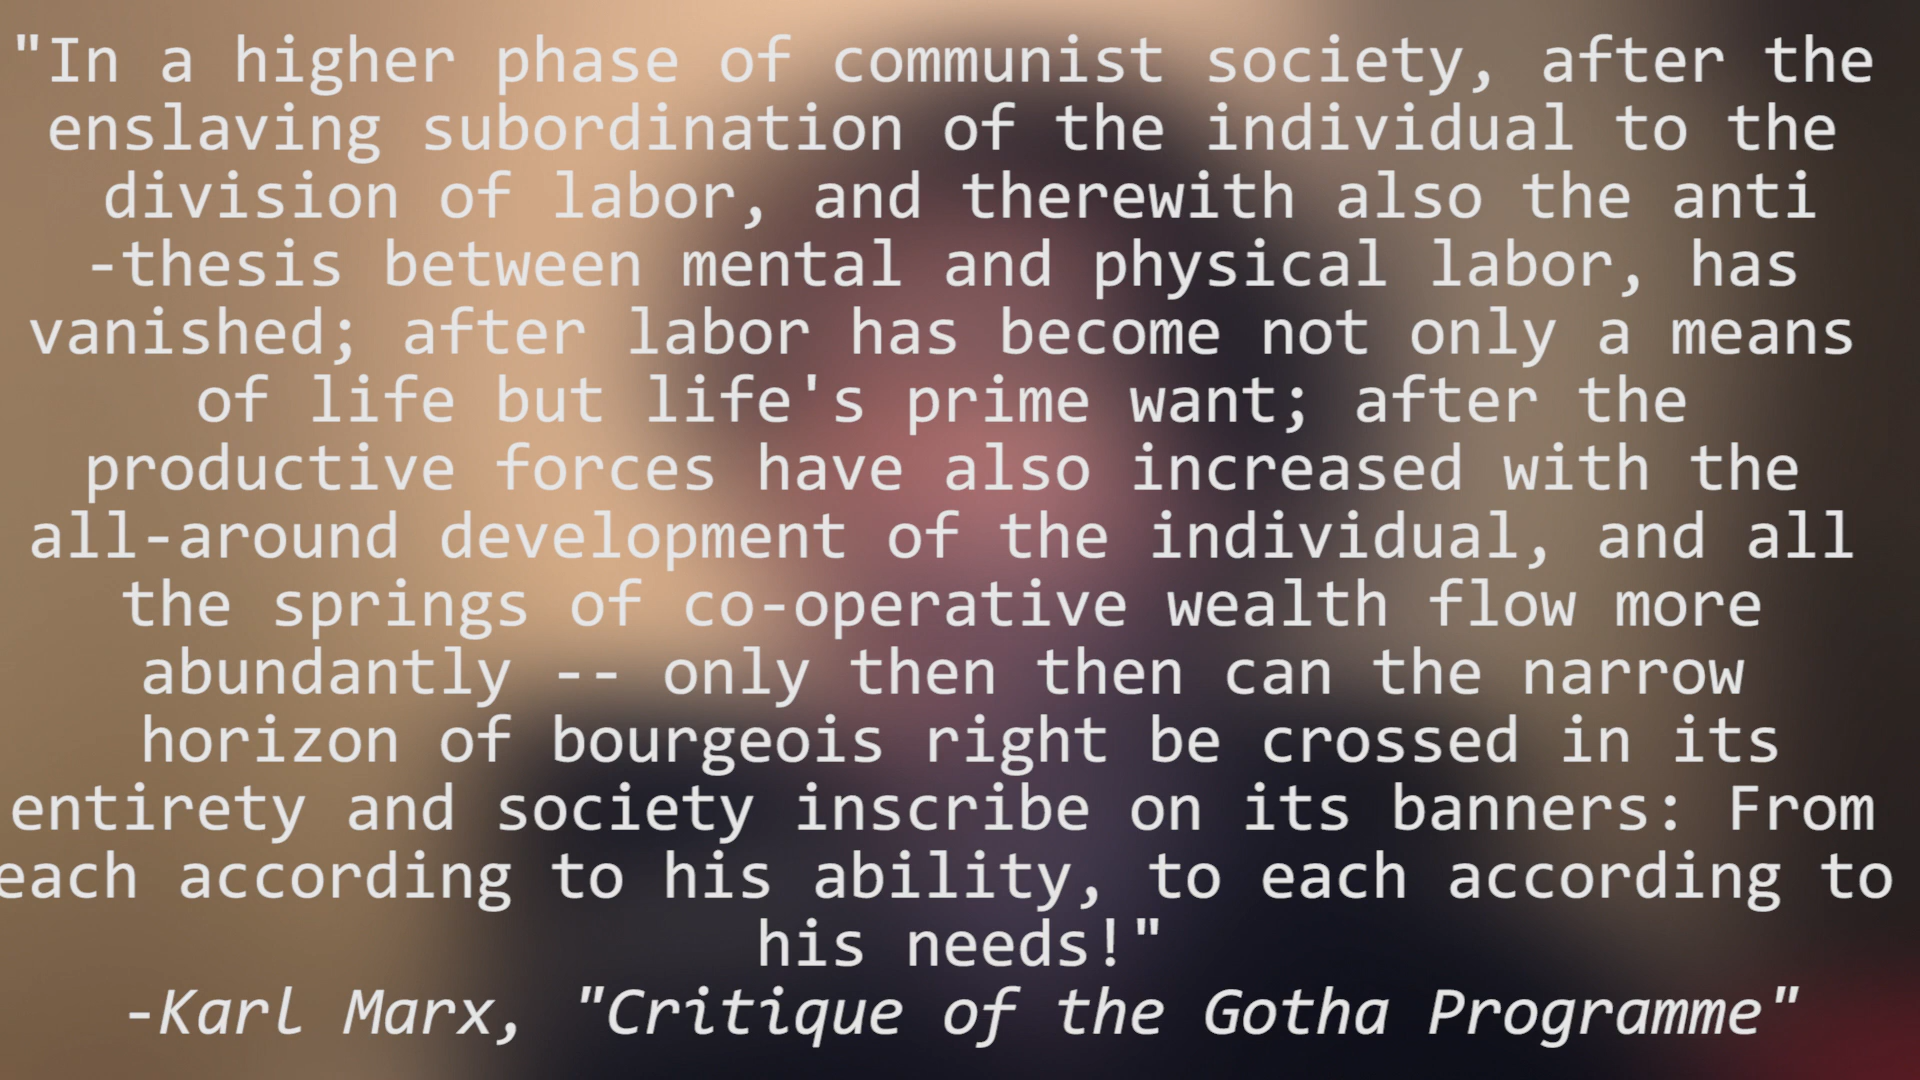 "In a higher phase of communist society, after the
enslaving subordination of the individual to the
division of labor, and therewith also the anti
-thesis between mental and physical labor, has
vanished; after labor has become not only a means
of life but life's prime want; after the
productive forces have also increased with the
all-around development of the individual, and all
the springs of co-operative wealth flow more
abundantly -- only then then can the narrow
horizon of bourgeois right be crossed in its
entirety and society inscribe on its banners: From
each according to his ability, to each according to
his needs!"
-Karl Marx, "Critique of the Gotha Programme"